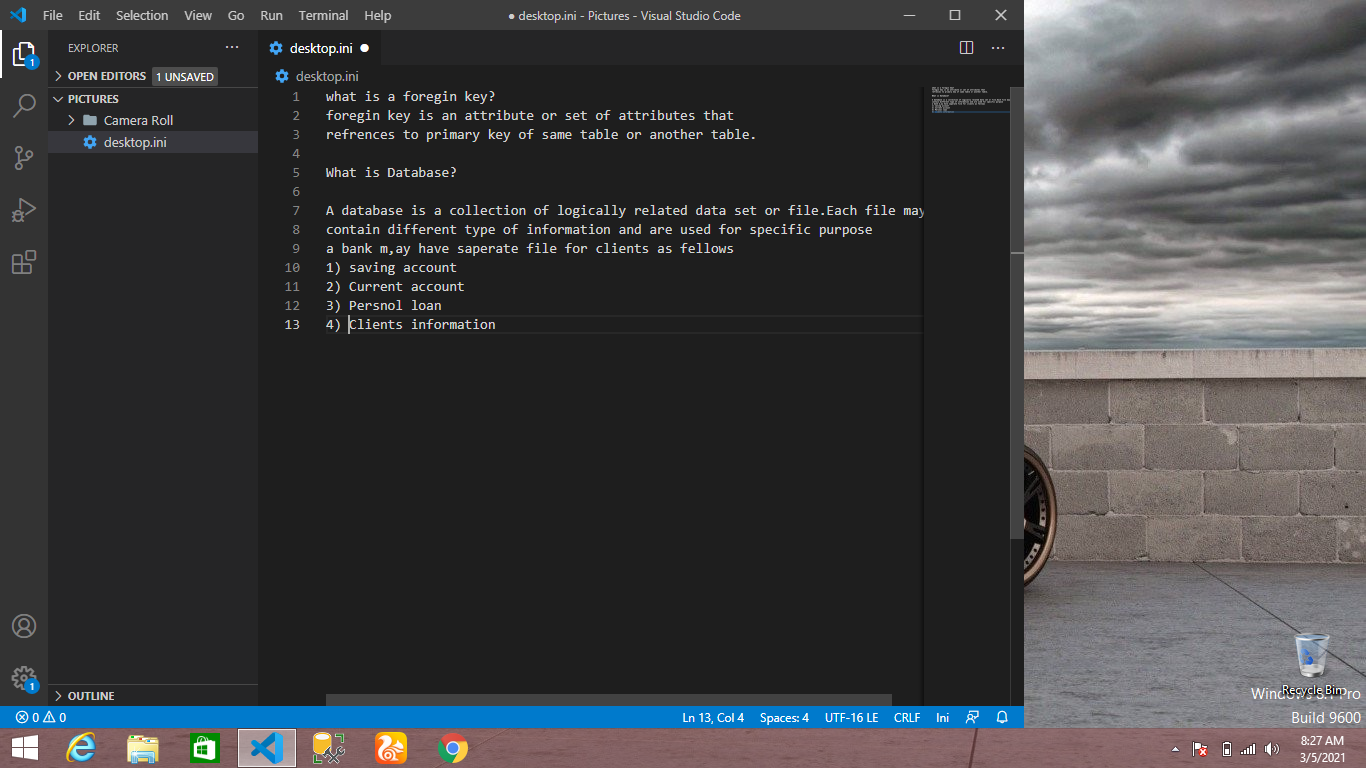 File Edit Selection View Go Run Terminal Help
● desktop.ini - Pictures - Visual Studio Code
EXPLORER
OPEN EDITORS 1 UNSAVED
PICTURES
Camera Roll
desktop.ini
OUTLINE
desktop.ini
desktop.ini
1 what is a foregin key?
2 foregin key is an attribute or set of attributes that
3 refrences to primary key of same table or another table.
4
5 What is Database?
6
7 A database is a collection of logically related data set or file.Each file may
8 contain different type of information and are used for specific purpose
9 a bank m,ay have saperate file for clients as fellows
10 1) saving account
11 2) Current account
12 3) Persnol loan
13 4) Clients information
1
1
0 0
Ln 13, Col 4 Spaces: 4 UTF-16 LE CRLF Ini
Recycle Bin
Windows 8.1 Pro
Build 9600
8:27 AM
3/5/2021